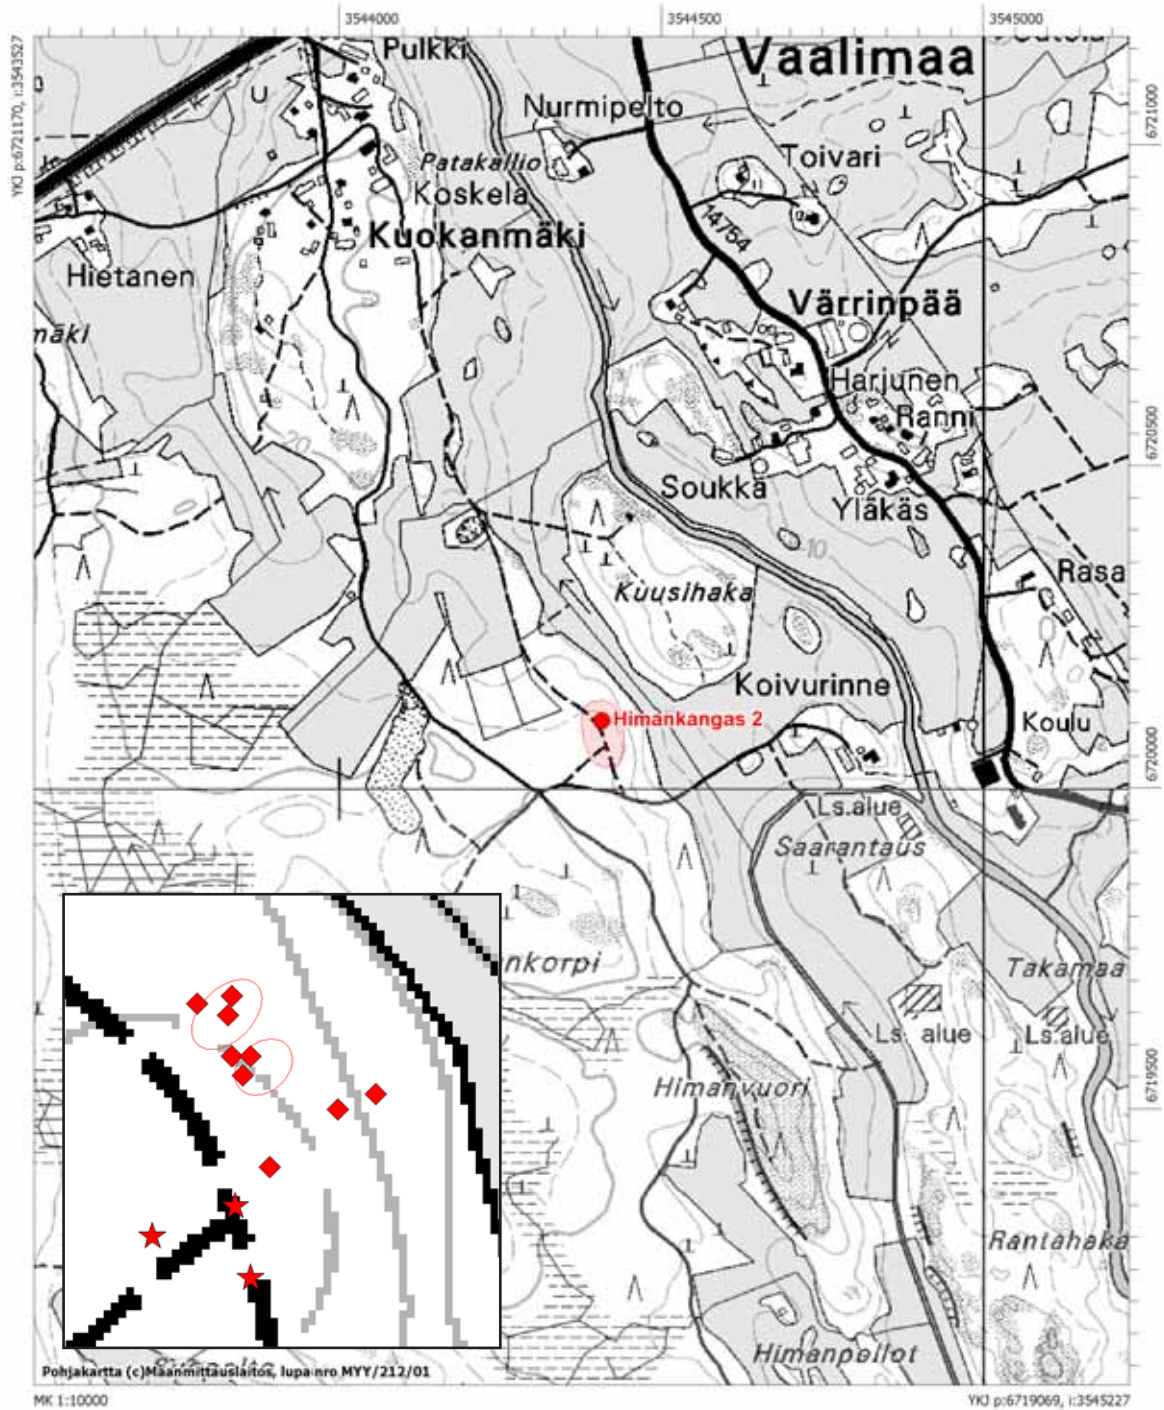 3544000
3544500
3545000
YKJ p:6721170, i:3543527
Pulkki
Vaalimaa
Nurmipelto
6721000
Patakallio
Koskela
Toivari
14754
Kuokanmäki
Hietanen
Värrinpää
mäki
Harjunen
Ranni
20
6720500
Soukka
Yläkäs
10
Kuusihaka
Rasa
Koivurinne
Himankangas 2
Koulu
6720000
Ls.alue
Saarantaus
nkorpi
Takamaa
Ls. alue
Ls.alue
6719500
Himanvuori
Rantahaka
Himanpellot
Pohjakartta (c)Maanmittauslaitos, lupa nro MYY/212/01
MK 1:10000
YKJ p:6719069, i:3545227